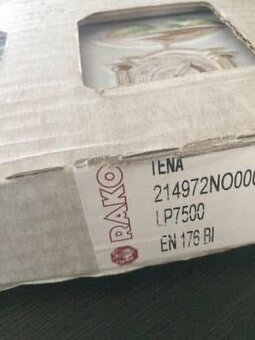 RAKO
TENA
214972NO000
LP7500
EN 176 BI